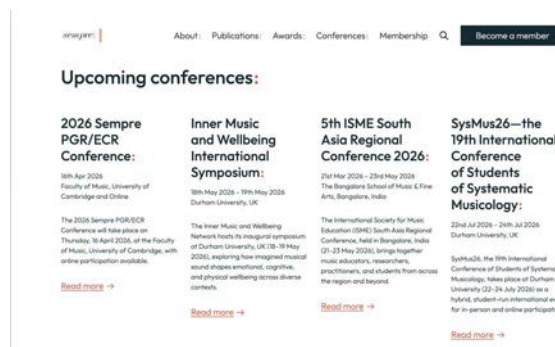 sempre:
About: Publications: Awards: Conferences: Membership Become a member
Upcoming conferences:
2026 Sempre
PGR/ECR
Conference:
16th Apr 2026
Faculty of Music, University of
Cambridge and Online
The 2026 Sempre PGR/ECR
Conference will take place on
Thursday, 16 April 2026, at the Faculty
of Music, University of Cambridge, with
online participation available.
Read more →
Inner Music
and Wellbeing
International
Symposium:
18th May 2026 – 19th May 2026
Durham University, UK
The Inner Music and Wellbeing
Network hosts its inaugural symposium
at Durham University, UK (18–19 May
2026), exploring how imagined musical
sound shapes emotional, cognitive,
and physical wellbeing across diverse
contexts.
Read more →
5th ISME South
Asia Regional
Conference 2026:
21st Mar 2026 – 23rd May 2026
The Bangalore School of Music & Fine
Arts, Bangalore, India
The International Society for Music
Education (ISME) South Asia Regional
Conference, held in Bangalore, India
(21–23 May 2026), brings together
music educators, researchers,
practitioners, and students from across
the region and beyond.
Read more →
SysMus26—the
19th International
Conference
of Students
of Systematic
Musicology:
22nd Jul 2026 – 24th Jul 2026
Durham University, UK
SysMus26, the 19th International
Conference of Students of Systema
Musicology, takes place at Durham
University (22–24 July 2026) as a
hybrid, student-run international ev
for in-person and online participatio
Read more →